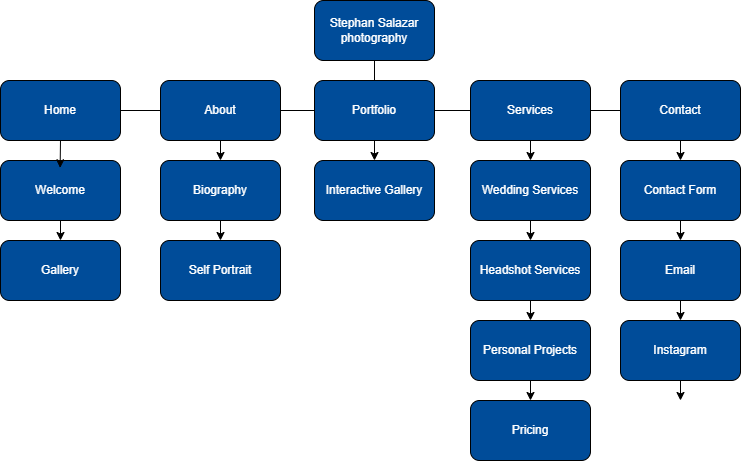 Stephan Salazar
photography
Home
About
Portfolio
Services
Contact
Welcome
Biography
Interactive Gallery
Wedding Services
Contact Form
Gallery
Self Portrait
Headshot Services
Email
Personal Projects
Instagram
Pricing